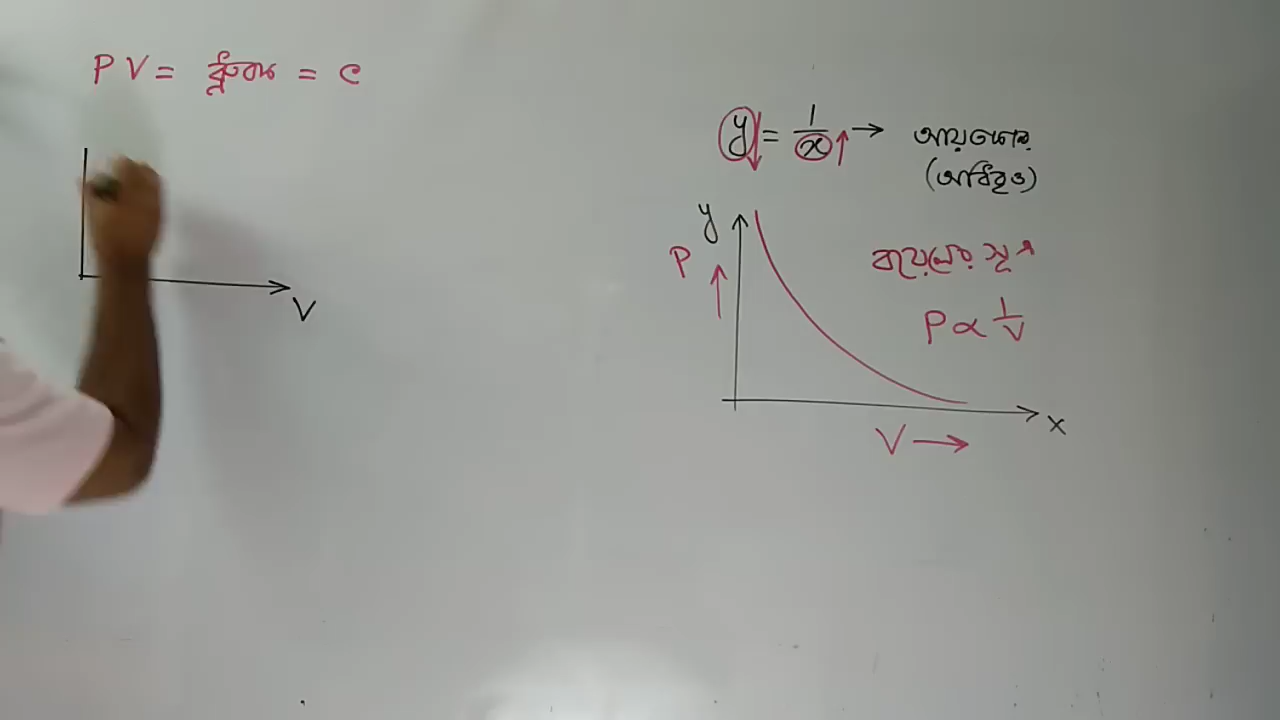 PV = ধ্রুবক = C
V
y = 1/x → আয়তাকার
(অধিবৃত্ত)
y
P
বয়েলের সূত্র
P ∝ 1/V
x
V →